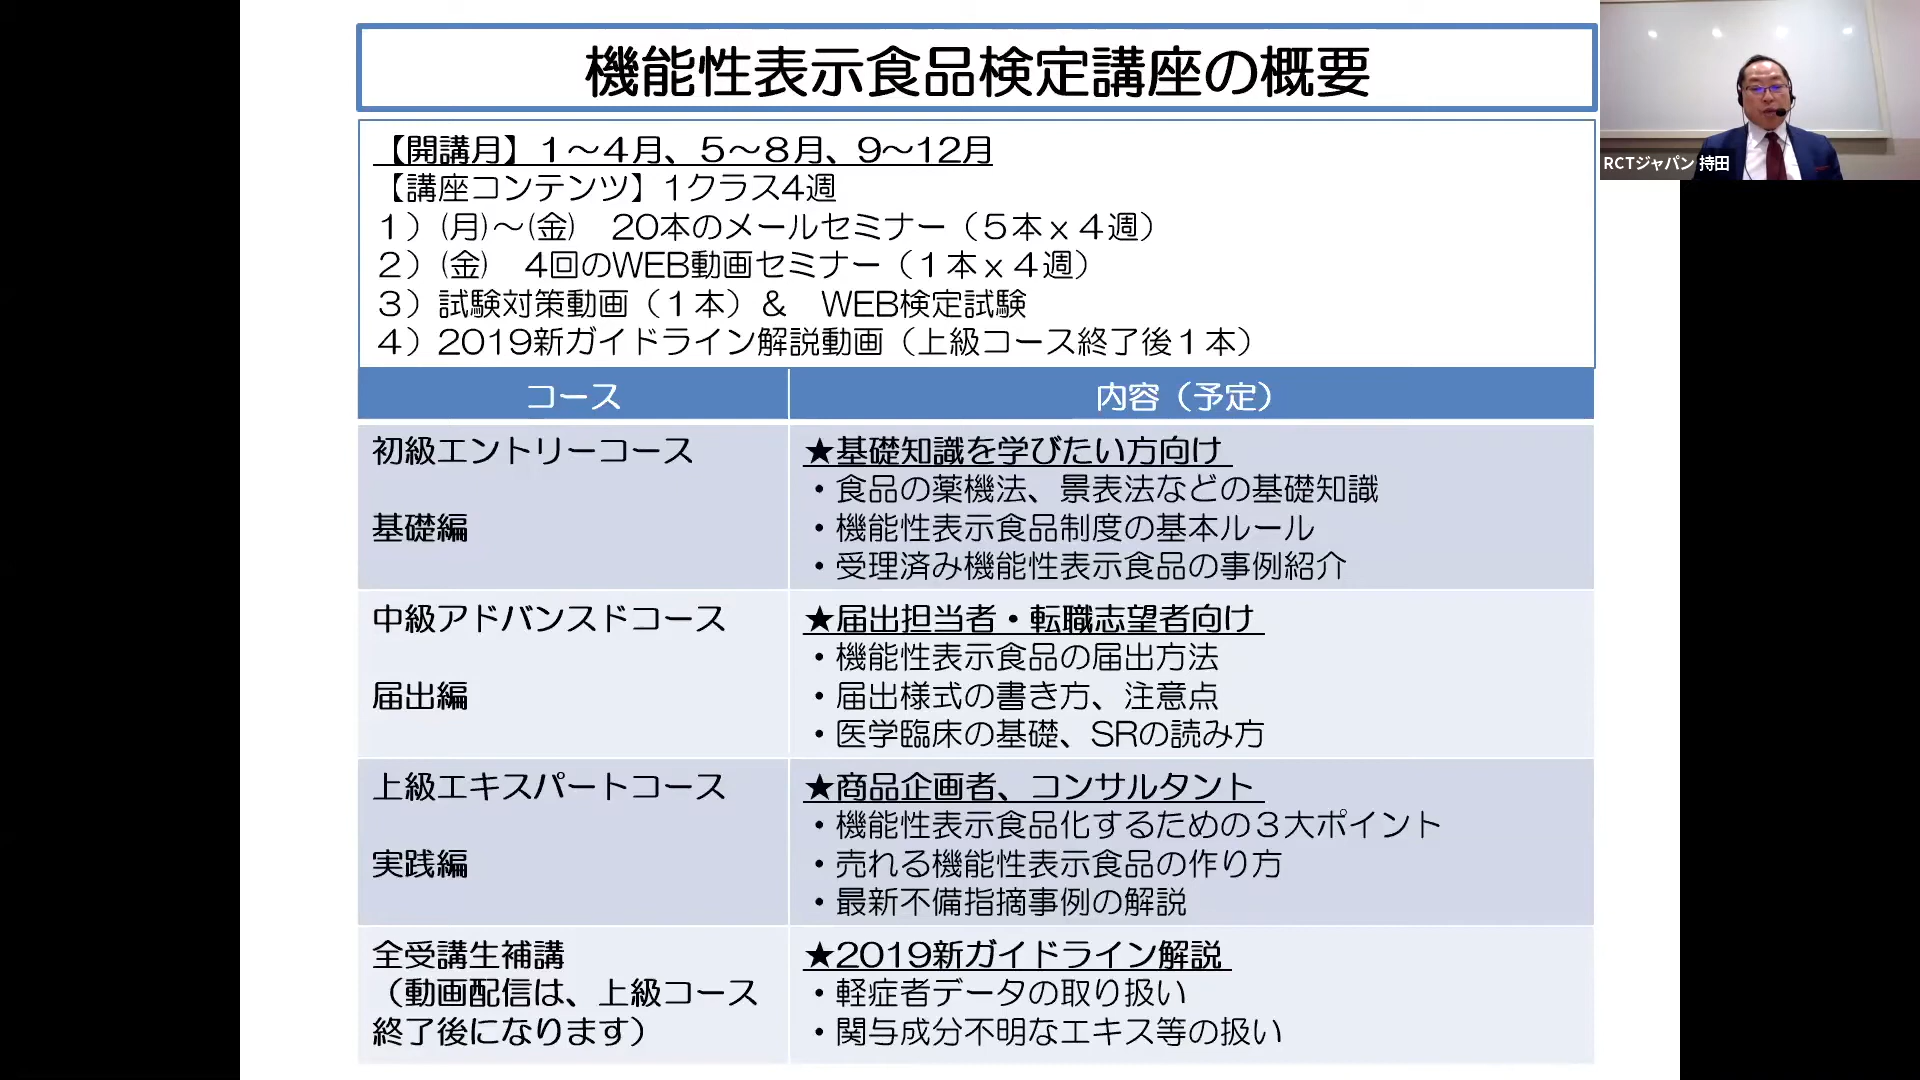 機能性表示食品検定講座の概要
【開講月】１～４月、５～８月、9～12月
【講座コンテンツ】1クラス4週
１）(月)～(金)　20本のメールセミナー（５本ｘ４週）
２）(金)　4回のWEB動画セミナー（１本ｘ４週）
３）試験対策動画（１本）＆　WEB検定試験
４）2019新ガイドライン解説動画（上級コース終了後１本）
コース
内容（予定）
初級エントリーコース
基礎編
★基礎知識を学びたい方向け
・食品の薬機法、景表法などの基礎知識
・機能性表示食品制度の基本ルール
・受理済み機能性表示食品の事例紹介
中級アドバンスドコース
届出編
★届出担当者・転職志望者向け
・機能性表示食品の届出方法
・届出様式の書き方、注意点
・医学臨床の基礎、SRの読み方
上級エキスパートコース
実践編
★商品企画者、コンサルタント
・機能性表示食品化するための３大ポイント
・売れる機能性表示食品の作り方
・最新不備指摘事例の解説
全受講生補講
（動画配信は、上級コース
終了後になります）
★2019新ガイドライン解説
・軽症者データの取り扱い
・関与成分不明なエキス等の扱い
RCTジャパン 持田